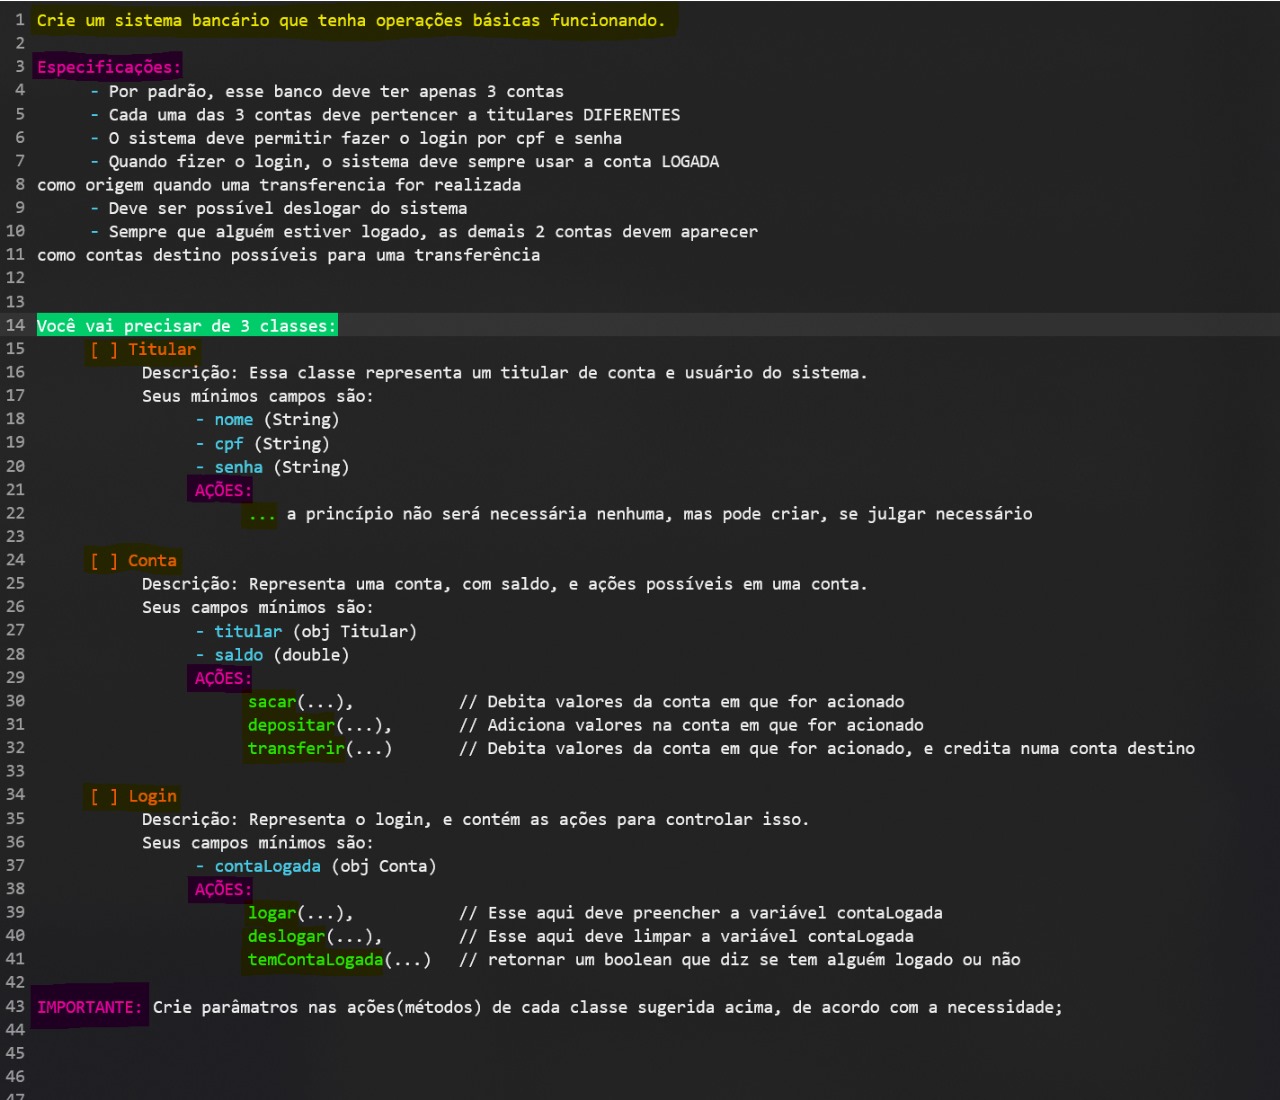 1 Crie um sistema bancário que tenha operações básicas funcionando.
2
3 Especificações:
4 - Por padrão, esse banco deve ter apenas 3 contas
5 - Cada uma das 3 contas deve pertencer a titulares DIFERENTES
6 - O sistema deve permitir fazer o login por cpf e senha
7 - Quando fizer o login, o sistema deve sempre usar a conta LOGADA
8 como origem quando uma transferencia for realizada
9 - Deve ser possível deslogar do sistema
10 - Sempre que alguém estiver logado, as demais 2 contas devem aparecer
11 como contas destino possíveis para uma transferência
12
13
14 Você vai precisar de 3 classes:
15 [ ] Titular
16 Descrição: Essa classe representa um titular de conta e usuário do sistema.
17 Seus mínimos campos são:
18 - nome (String)
19 - cpf (String)
20 - senha (String)
21 AÇÕES:
22 ... a princípio não será necessária nenhuma, mas pode criar, se julgar necessário
23
24 [ ] Conta
25 Descrição: Representa uma conta, com saldo, e ações possíveis em uma conta.
26 Seus campos mínimos são:
27 - titular (obj Titular)
28 - saldo (double)
29 AÇÕES:
30 sacar(...), // Debita valores da conta em que for acionado
31 depositar(...), // Adiciona valores na conta em que for acionado
32 transferir(...) // Debita valores da conta em que for acionado, e credita numa conta destino
33
34 [ ] Login
35 Descrição: Representa o login, e contém as ações para controlar isso.
36 Seus campos mínimos são:
37 - contaLogada (obj Conta)
38 AÇÕES:
39 logar(...), // Esse aqui deve preencher a variável contaLogada
40 deslogar(...), // Esse aqui deve limpar a variável contaLogada
41 temContaLogada(...) // retornar um boolean que diz se tem alguém logado ou não
42
43 IMPORTANTE: Crie parâmatros nas ações(métodos) de cada classe sugerida acima, de acordo com a necessidade;
44
45
46
47